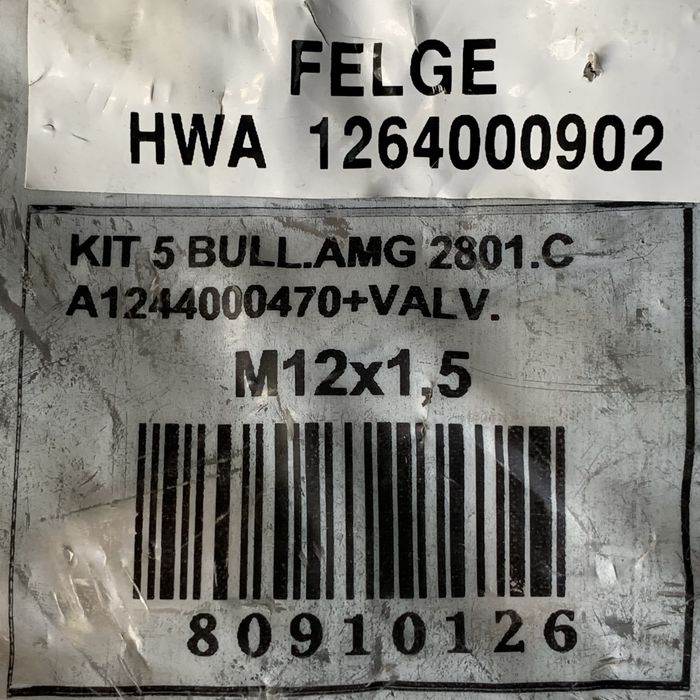 FELGE
HWA 1264000902
KIT 5 BULL.AMG 2801.C
A1244000470+VALV.
M12x1,5
80910126